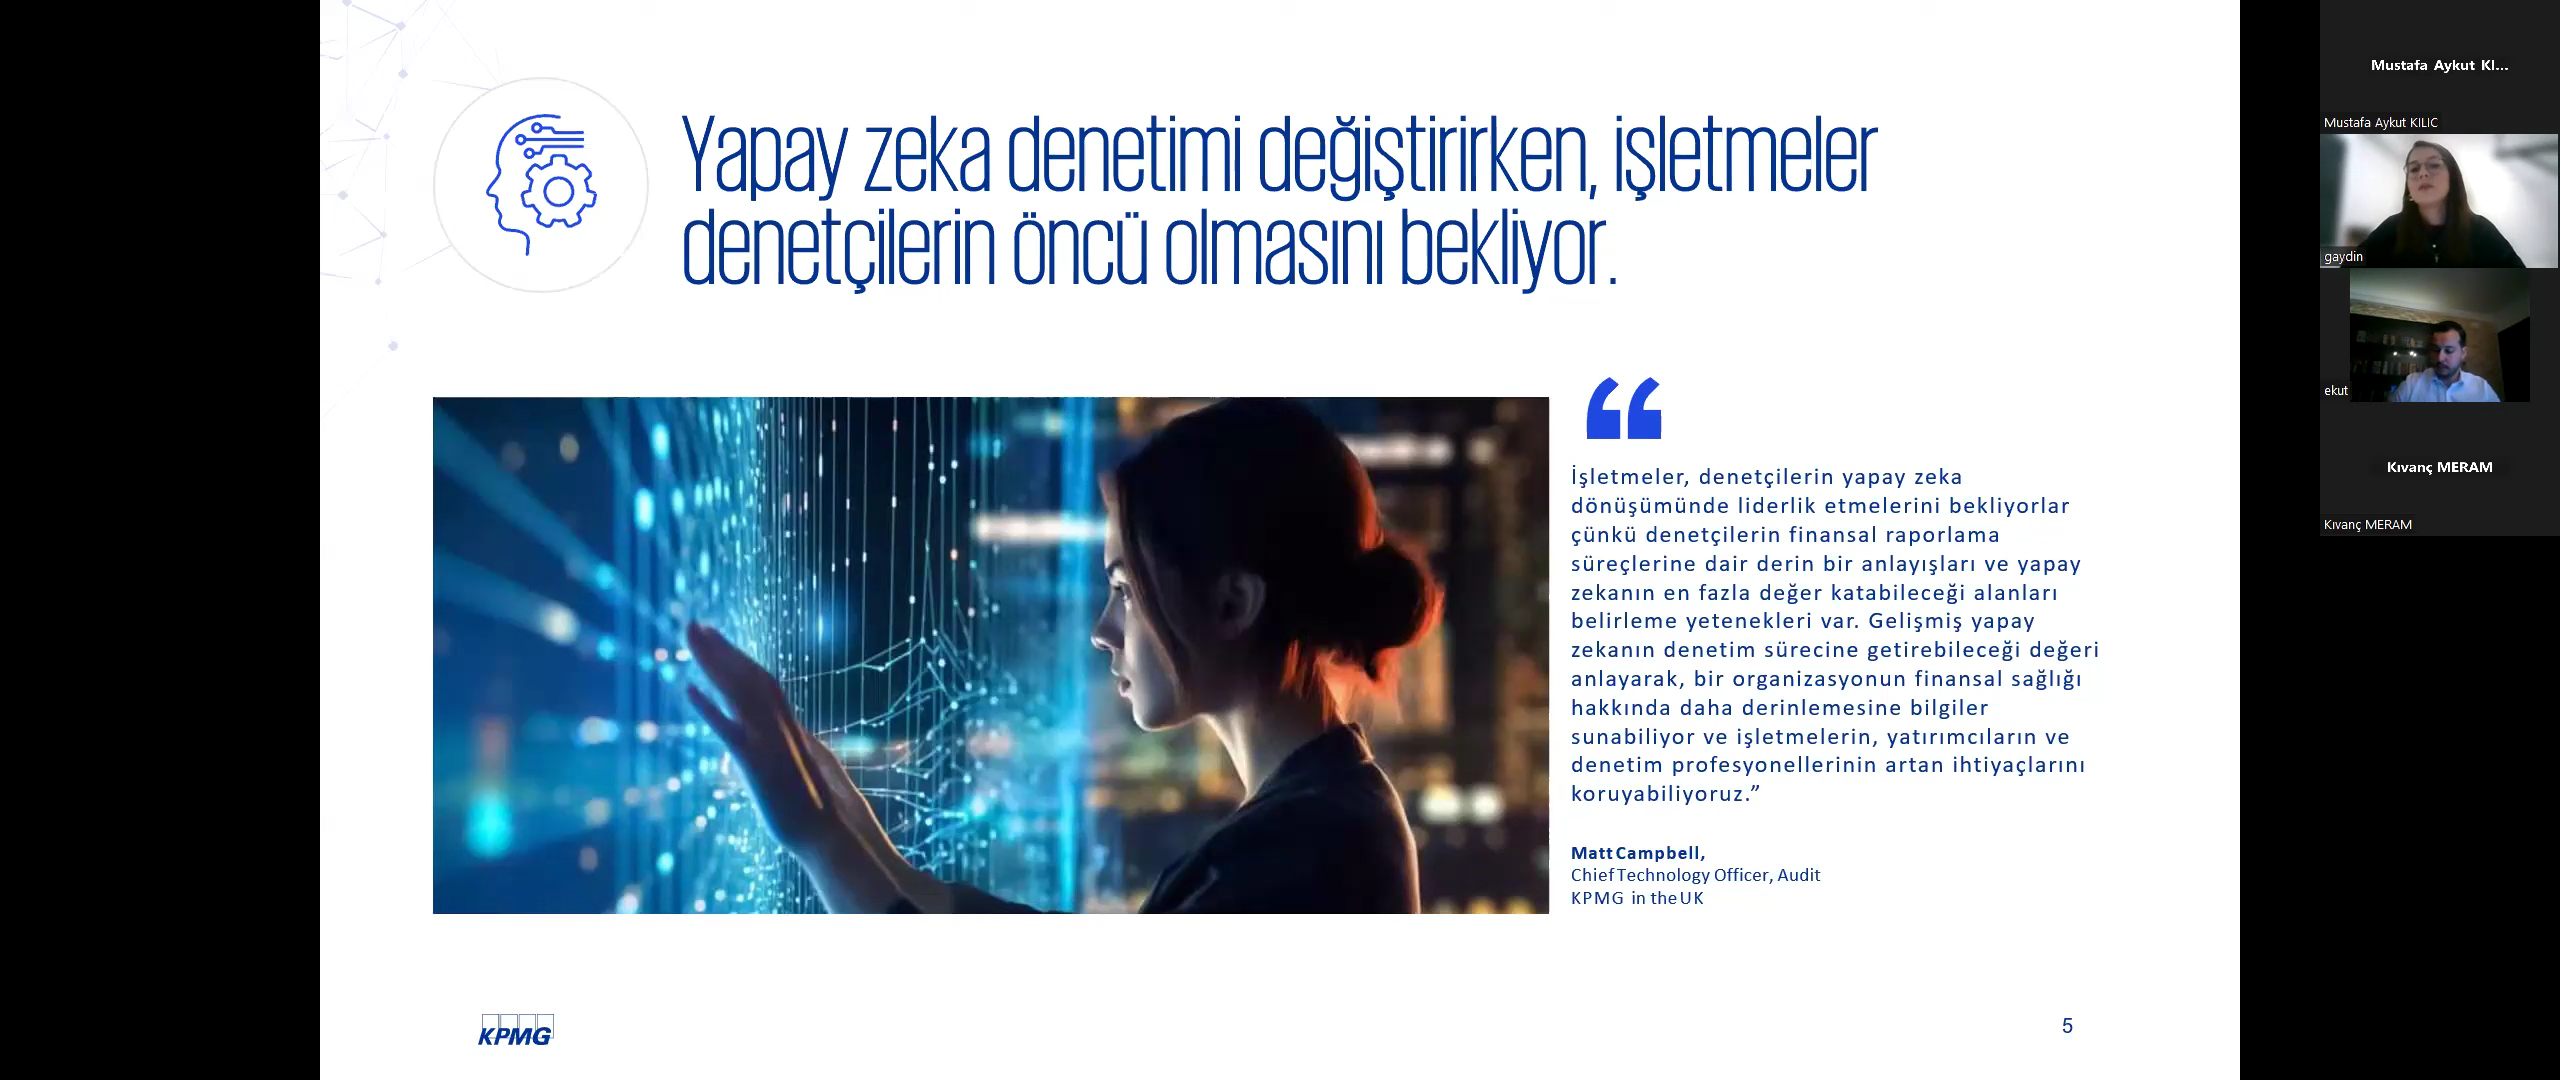 Yapay zeka denetimi değiştirirken, işletmeler
denetçilerin öncü olmasını bekliyor.
“
İşletmeler, denetçilerin yapay zeka
dönüşümünde liderlik etmelerini bekliyorlar
çünkü denetçilerin finansal raporlama
süreçlerine dair derin bir anlayışları ve yapay
zekanın en fazla değer katabileceği alanları
belirleme yetenekleri var. Gelişmiş yapay
zekanın denetim sürecine getirebileceği değeri
anlayarak, bir organizasyonun finansal sağlığı
hakkında daha derinlemesine bilgiler
sunabiliyor ve işletmelerin, yatırımcıların ve
denetim profesyonellerinin artan ihtiyaçlarını
koruyabiliyoruz.”
Matt Campbell,
Chief Technology Officer, Audit
KPMG in the UK
KPMG
5
Mustafa Aykut KI...
Mustafa Aykut KILIC
gaydin
ekut
Kıvanç MERAM
Kıvanç MERAM